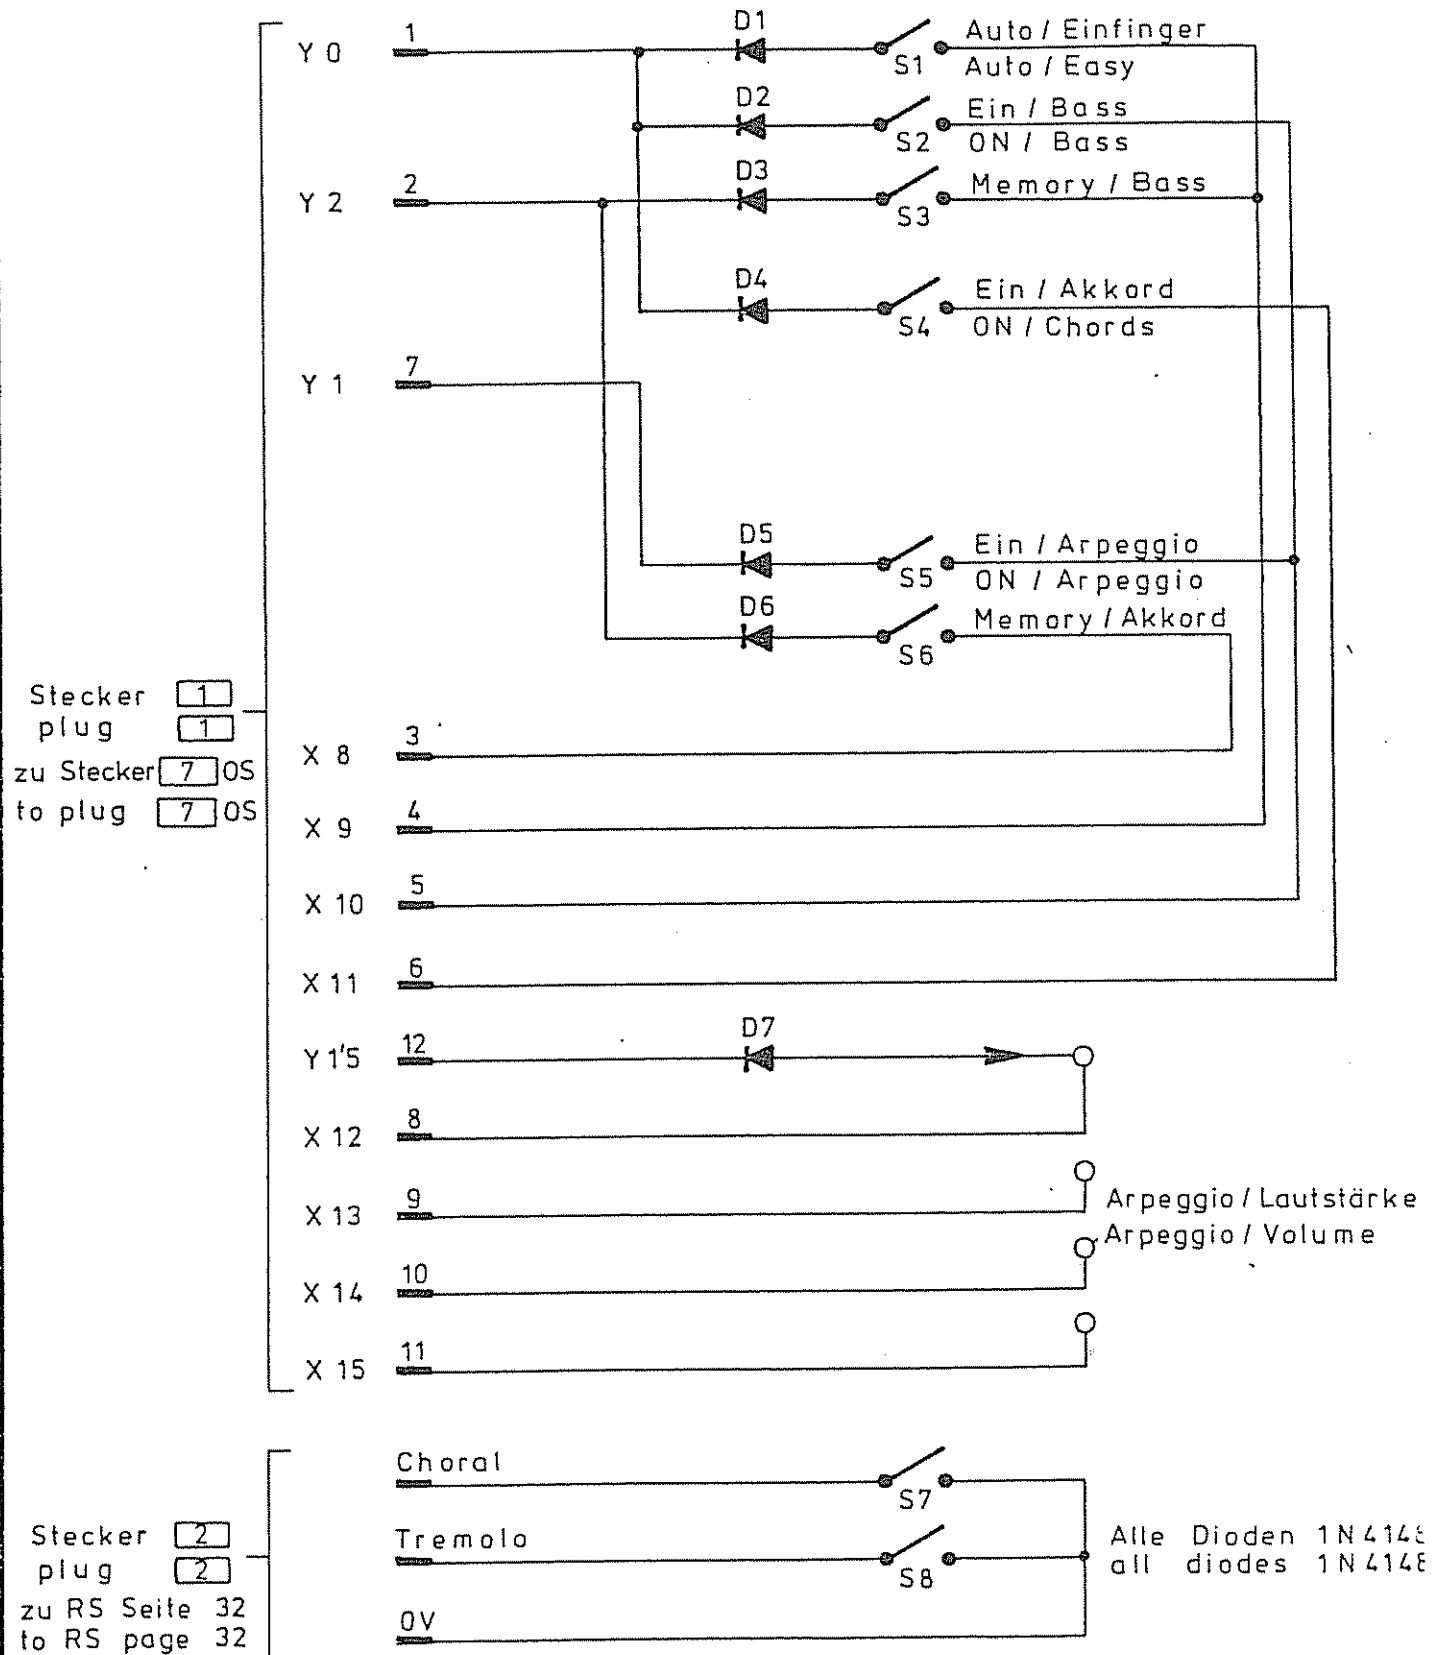 D1
1
Y 0
Auto / Einfinger
S1
Auto / Easy
D2
Ein / Bass
S2
ON / Bass
D3
2
Y 2
Memory / Bass
S3
D4
Ein / Akkord
S4
ON / Chords
7
Y 1
D5
Ein / Arpeggio
S5
ON / Arpeggio
D6
Memory / Akkord
S6
Stecker 1
plug 1
zu Stecker 7 OS
to plug 7 OS
3
X 8
4
X 9
5
X 10
6
X 11
D7
12
Y 1'5
8
X 12
9
X 13
Arpeggio / Lautstärke
Arpeggio / Volume
10
X 14
11
X 15
Choral
S7
Tremolo
S8
Stecker 2
plug 2
zu RS Seite 32
to RS page 32
0V
Alle Dioden
all diodes